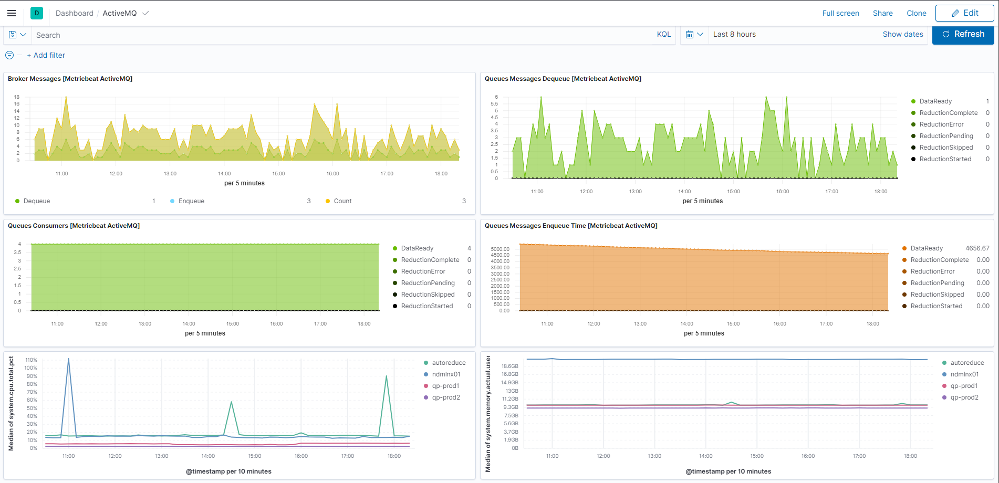 D Dashboard / ActiveMQ Full screen Share Clone Edit
Search KQL Last 8 hours Show dates Refresh
+ Add filter
Broker Messages [Metricbeat ActiveMQ]
18
16
14
12
10
8
6
4
2
0
11:00 12:00 13:00 14:00 15:00 16:00 17:00 18:00
per 5 minutes
Dequeue 1 Enqueue 3 Count 3
Queues Messages Dequeue [Metricbeat ActiveMQ]
6
5.5
5
4.5
4
3.5
3
2.5
2
1.5
1
0.5
0
11:00 12:00 13:00 14:00 15:00 16:00 17:00 18:00
per 5 minutes
DataReady 1
ReductionComplete 0
ReductionError 0
ReductionPending 0
ReductionSkipped 0
ReductionStarted 0
Queues Consumers [Metricbeat ActiveMQ]
4
3.5
3
2.5
2
1.5
1
0.5
0
11:00 12:00 13:00 14:00 15:00 16:00 17:00 18:00
per 5 minutes
DataReady 4
ReductionComplete 0
ReductionError 0
ReductionPending 0
ReductionSkipped 0
ReductionStarted 0
Queues Messages Enqueue Time [Metricbeat ActiveMQ]
5000.00
4500.00
4000.00
3500.00
3000.00
2500.00
2000.00
1500.00
1000.00
500.00
0.00
11:00 12:00 13:00 14:00 15:00 16:00 17:00 18:00
per 5 minutes
DataReady 4656.67
ReductionComplete 0.00
ReductionError 0.00
ReductionPending 0.00
ReductionSkipped 0.00
ReductionStarted 0.00
Median of system.cpu.total.pct
110%
100%
90%
80%
70%
60%
50%
40%
30%
20%
10%
0%
11:00 12:00 13:00 14:00 15:00 16:00 17:00 18:00
@timestamp per 10 minutes
autoreduce
ndmlnx01
qp-prod1
qp-prod2
Median of system.memory.actual.used
18.6GB
16.8GB
14.9GB
13GB
11.2GB
9.3GB
7.5GB
5.6GB
3.7GB
1.9GB
0B
11:00 12:00 13:00 14:00 15:00 16:00 17:00 18:00
@timestamp per 10 minutes
autoreduce
ndmlnx01
qp-prod1
qp-prod2